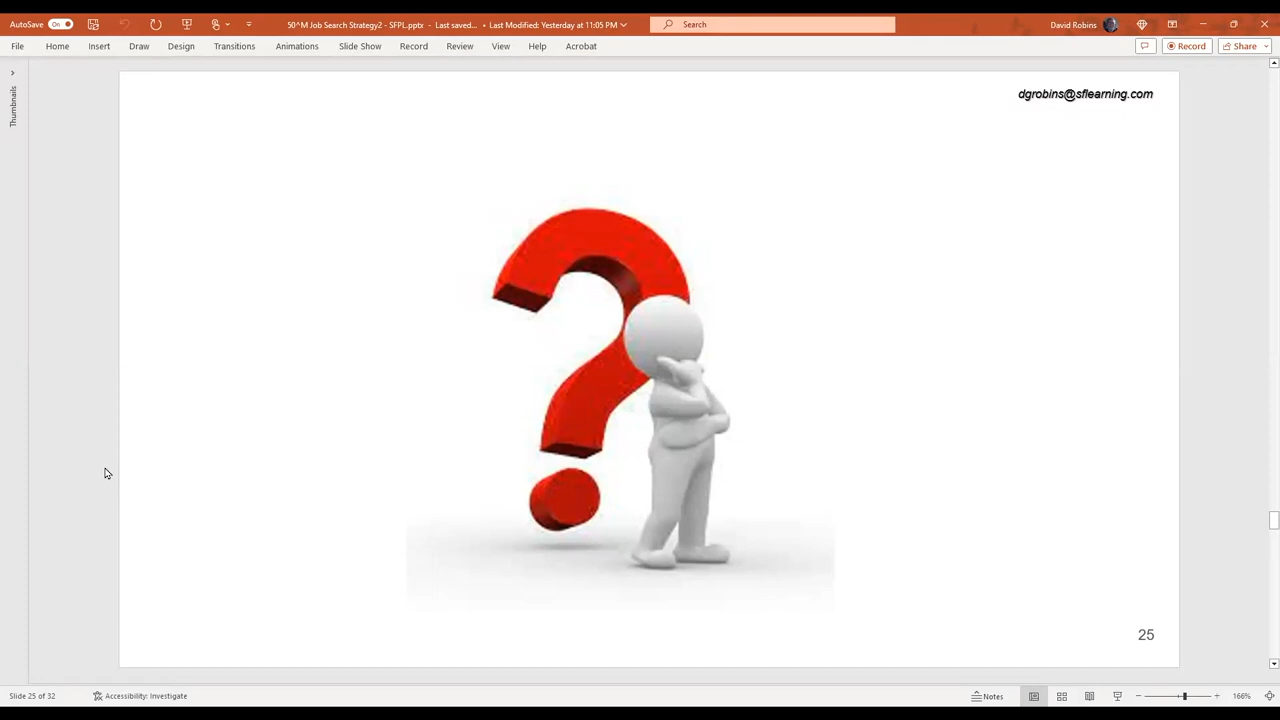 AutoSave On 50^M Job Search Strategy2 - SFPL.pptx - Last saved... • Last Modified: Yesterday at 11:05 PM Search David Robins
File Home Insert Draw Design Transitions Animations Slide Show Record Review View Help Acrobat Record Share
Thumbnails
dgrobins@sflearning.com
25
Slide 25 of 32 Accessibility: Investigate Notes 166%